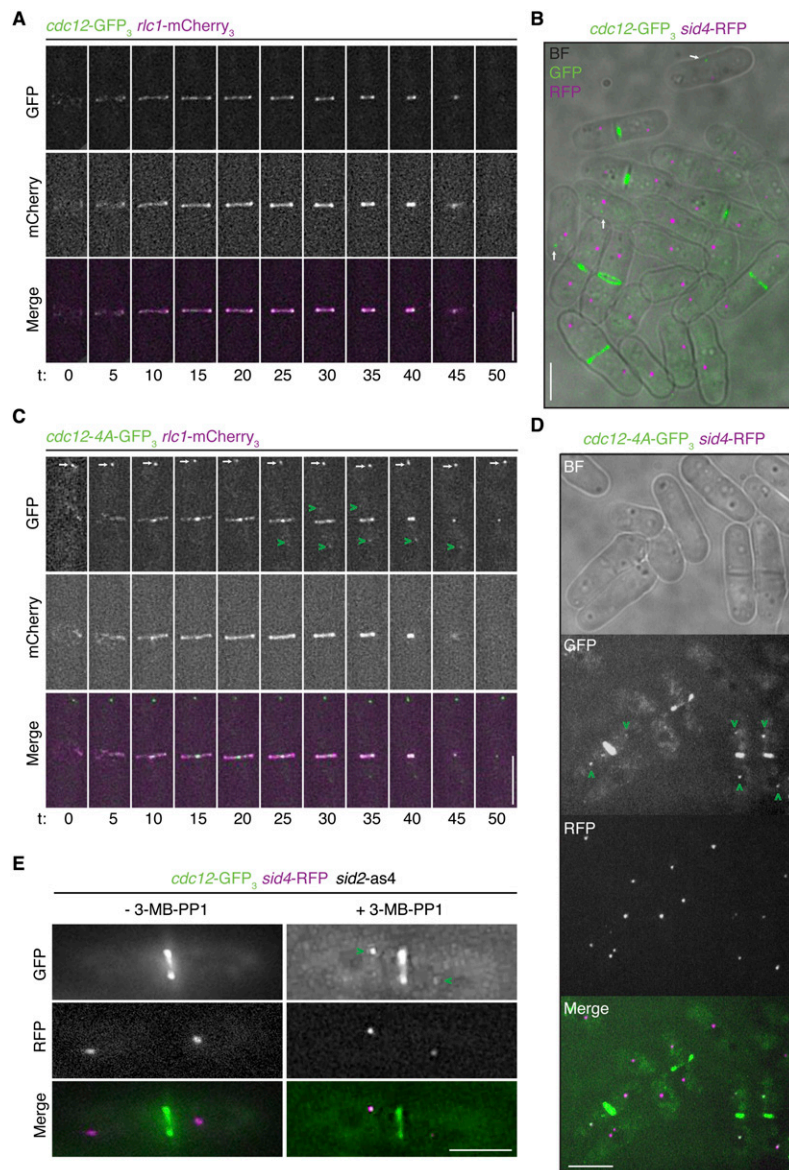 A
cdc12-GFP₃ rlc1-mCherry₃
GFP
mCherry
Merge
t: 0 5 10 15 20 25 30 35 40 45 50
B
cdc12-GFP₃ sid4-RFP
BF
GFP
RFP
C
cdc12-4A-GFP₃ rlc1-mCherry₃
GFP
mCherry
Merge
t: 0 5 10 15 20 25 30 35 40 45 50
D
cdc12-4A-GFP₃ sid4-RFP
BF
GFP
RFP
Merge
E
cdc12-GFP₃ sid4-RFP sid2-as4
- 3-MB-PP1 + 3-MB-PP1
GFP
RFP
Merge